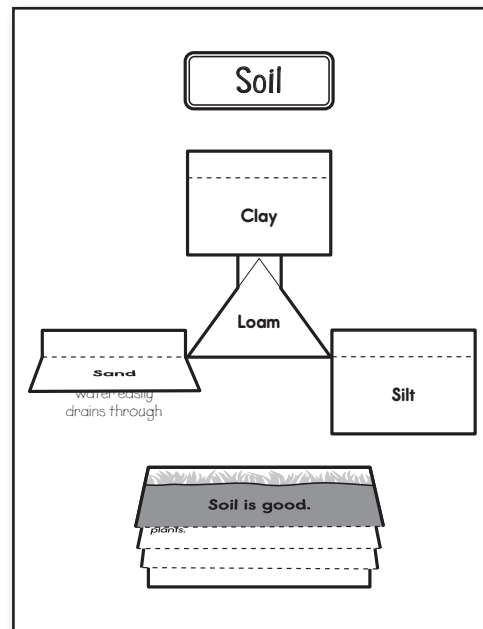 Soil
Clay
Loam
Sand
water easily
drains through
Silt
Soil is good.
plants.